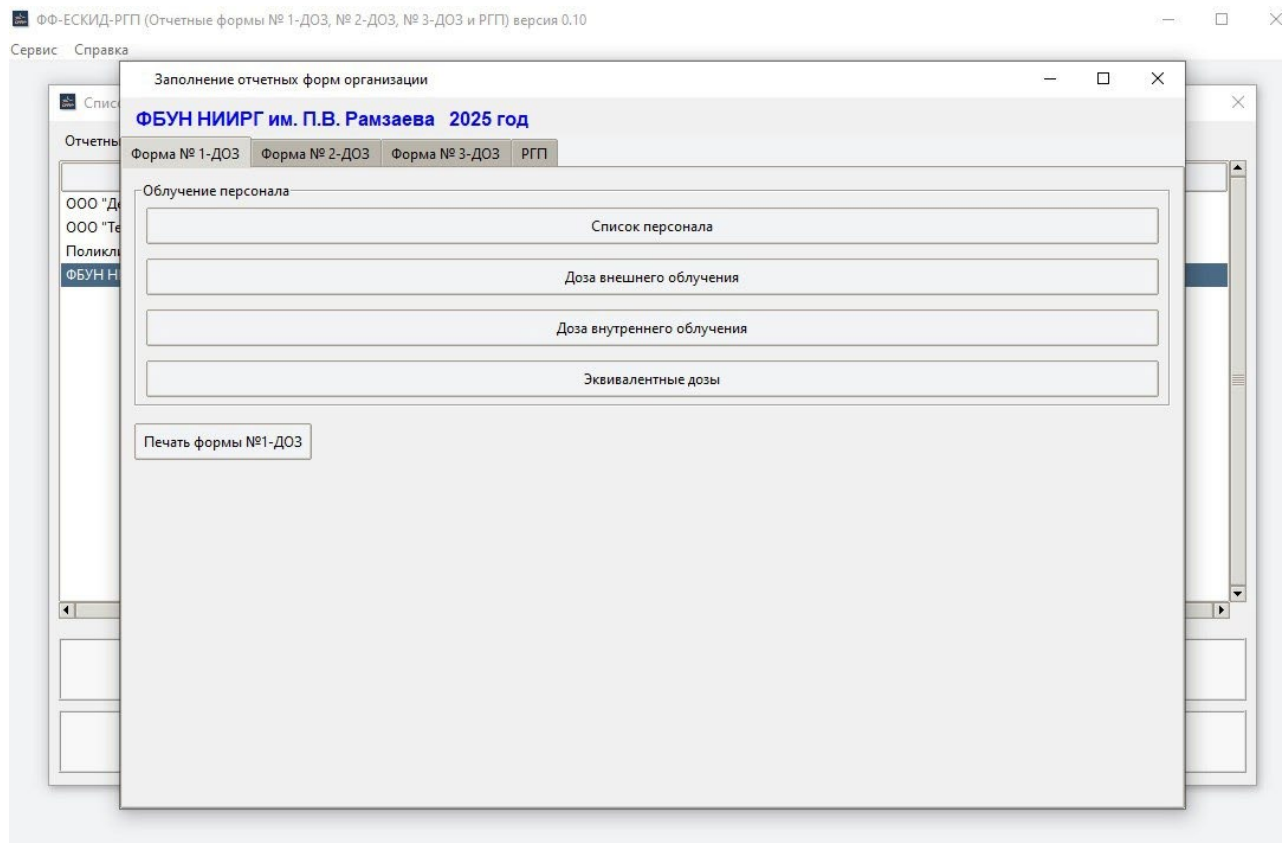 ФФ-ЕСКИД-РГП (Отчетные формы № 1-ДОЗ, № 2-ДОЗ, № 3-ДОЗ и РГП) версия 0.10
Сервис Справка
Заполнение отчетных форм организации
ФБУН НИИРГ им. П.В. Рамзаева 2025 год
Форма № 1-ДОЗ Форма № 2-ДОЗ Форма № 3-ДОЗ РГП
Облучение персонала
Список персонала
Доза внешнего облучения
Доза внутреннего облучения
Эквивалентные дозы
Печать формы №1-ДОЗ
ООО
ООО
ФБУН